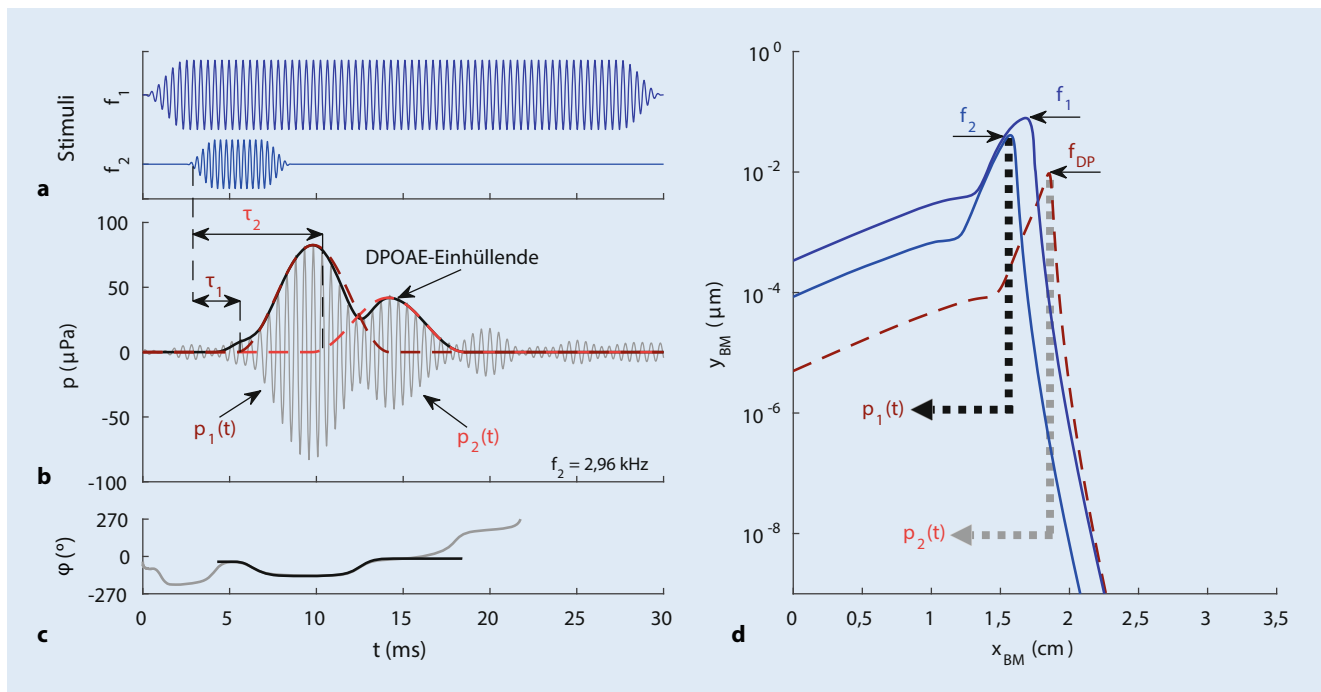 Stimuli
f1
f2
a
100
50
0
-50
-100
p (µPa)
τ2
τ1
DPOAE-Einhüllende
p1(t)
p2(t)
f2 = 2,96 kHz
b
270
0
-270
φ (º)
0
5
10
15
20
25
30
t (ms)
c
10^0
10^-2
10^-4
10^-6
10^-8
yBM (µm)
f1
f2
fDP
p1(t)
p2(t)
0
1
1,5
2
2,5
3
3,5
xBM (cm)
d